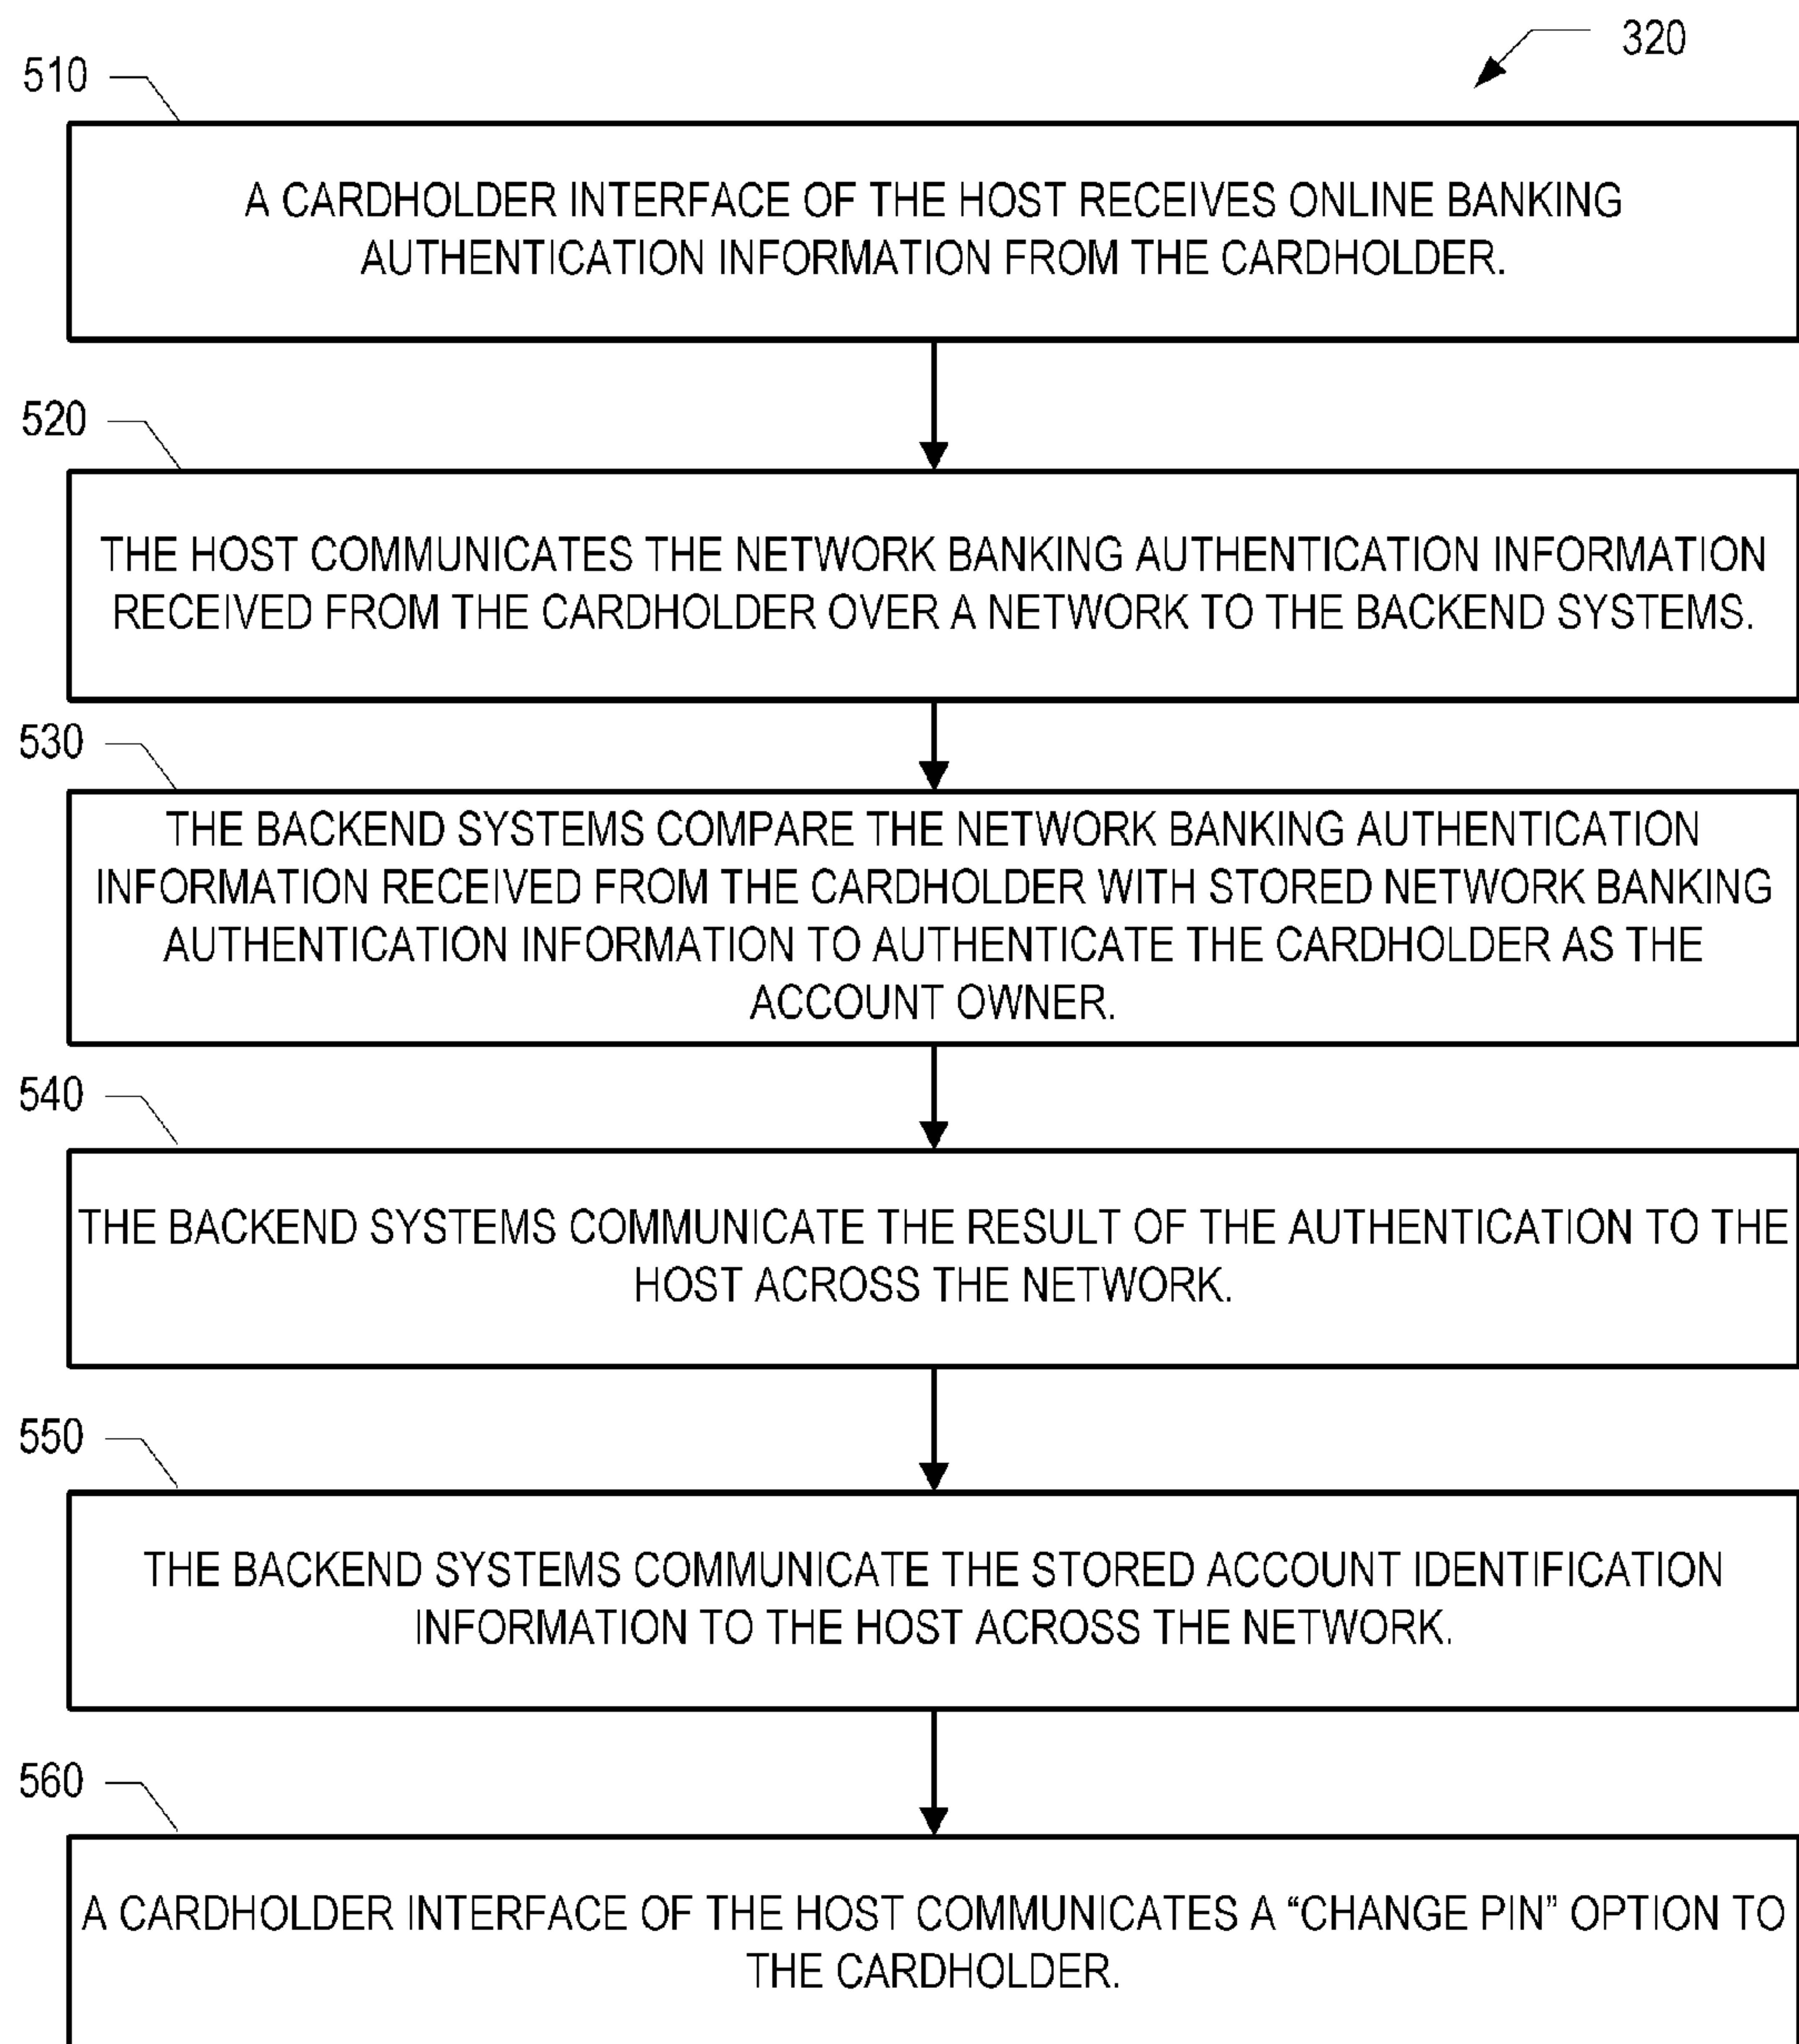 320
510
A CARDHOLDER INTERFACE OF THE HOST RECEIVES ONLINE BANKING
AUTHENTICATION INFORMATION FROM THE CARDHOLDER.
520
THE HOST COMMUNICATES THE NETWORK BANKING AUTHENTICATION INFORMATION
RECEIVED FROM THE CARDHOLDER OVER A NETWORK TO THE BACKEND SYSTEMS.
530
THE BACKEND SYSTEMS COMPARE THE NETWORK BANKING AUTHENTICATION
INFORMATION RECEIVED FROM THE CARDHOLDER WITH STORED NETWORK BANKING
AUTHENTICATION INFORMATION TO AUTHENTICATE THE CARDHOLDER AS THE
ACCOUNT OWNER.
540
THE BACKEND SYSTEMS COMMUNICATE THE RESULT OF THE AUTHENTICATION TO THE
HOST ACROSS THE NETWORK.
550
THE BACKEND SYSTEMS COMMUNICATE THE STORED ACCOUNT IDENTIFICATION
INFORMATION TO THE HOST ACROSS THE NETWORK.
560
A CARDHOLDER INTERFACE OF THE HOST COMMUNICATES A “CHANGE PIN” OPTION TO
THE CARDHOLDER.